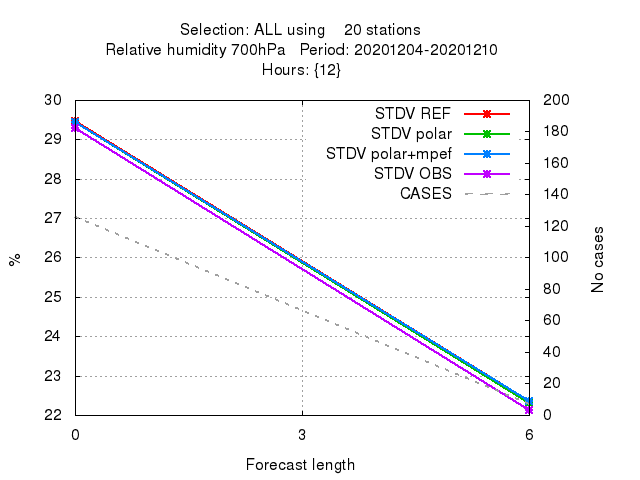 Selection: ALL using 20 stations
Relative humidity 700hPa Period: 20201204-20201210
Hours: {12}
30
29
28
27
26
25
24
23
22
%
200
180
160
140
120
100
80
60
40
20
0
No cases
STDV REF
STDV polar
STDV polar+mpef
STDV OBS
CASES
0 3 6
Forecast length